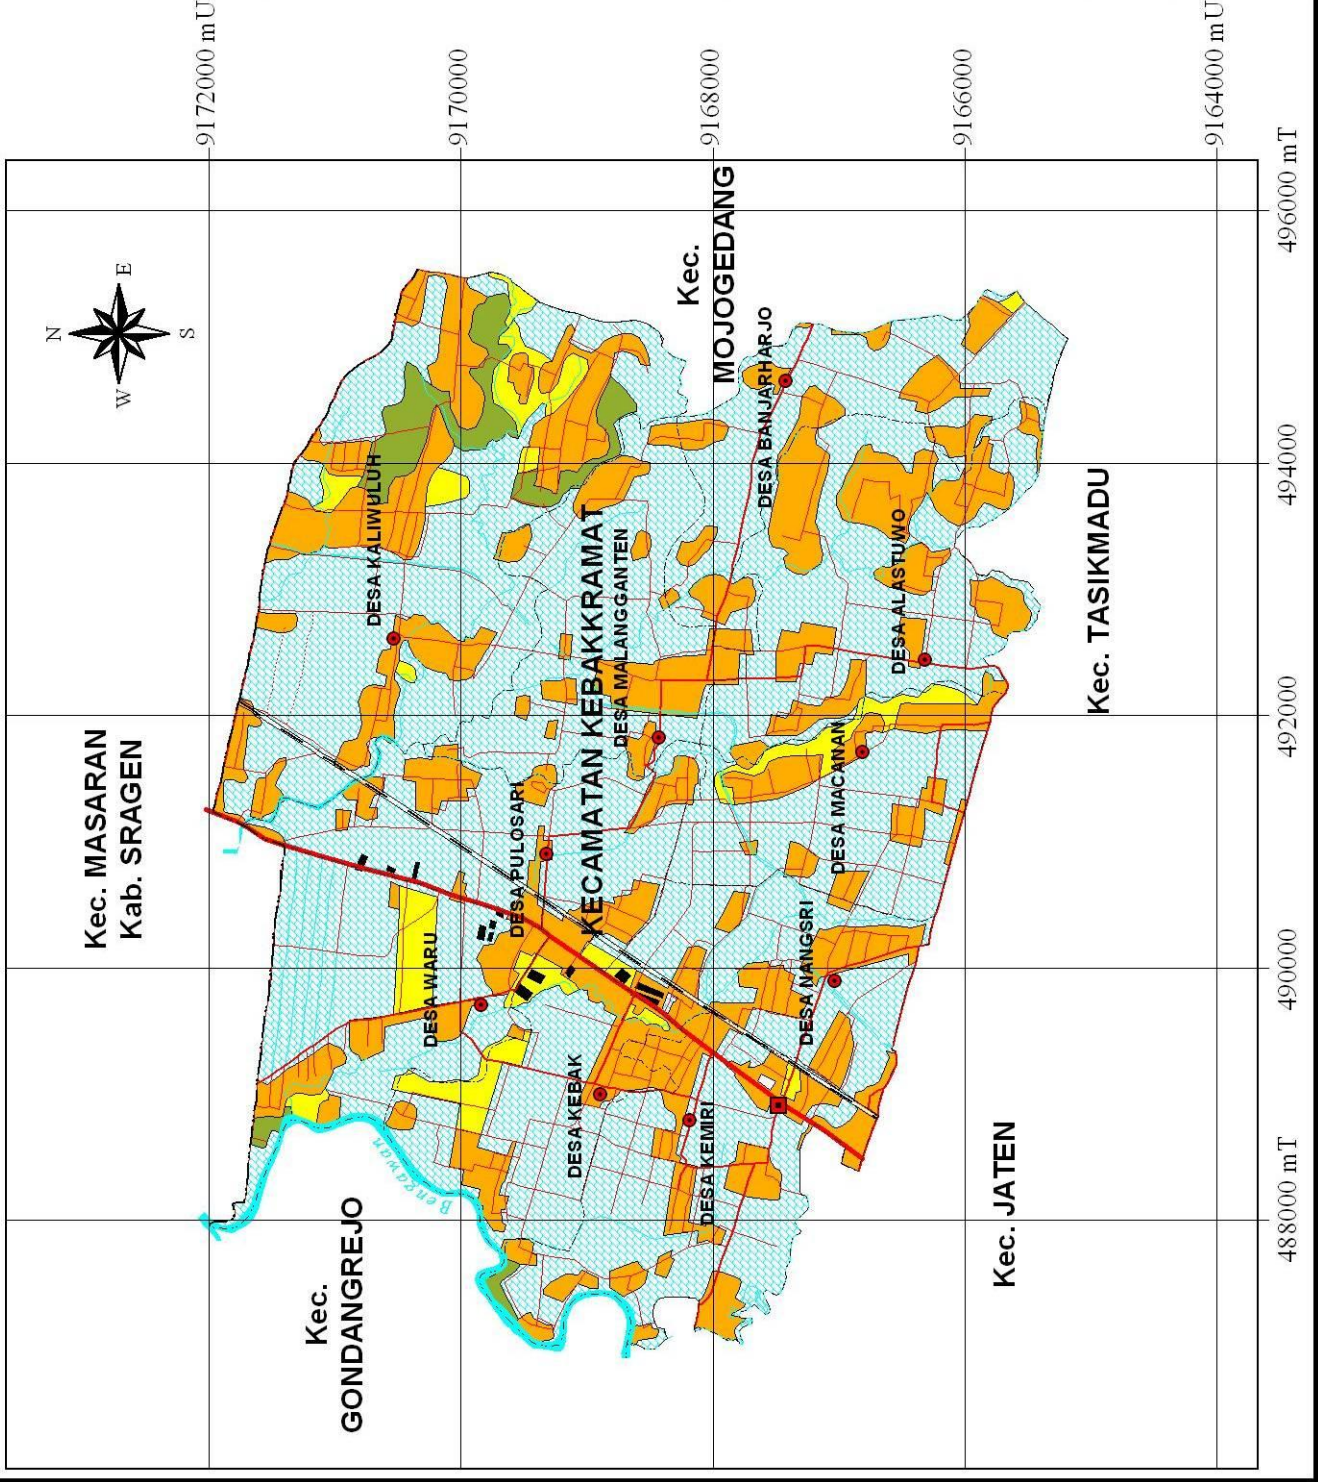 9172000 mU
9170000
9168000
9166000
9164000 mU
496000 mT
494000
492000
490000
488000 mT
N
E
S
W
Kec. MASARAN
Kab. SRAGEN
Kec.
MOJOGEDANG
Kec. TASIKMADU
Kec. JATEN
Kec.
GONDANGREJO
KECAMATAN KEBAKKRAMAT
DESA KALIWULUH
DESA BANJARHARJO
DESA MALANGGANTEN
DESA ALASTUWO
DESA PULOSARI
DESA MACANAN
DESA WARU
DESA NANGSRI
DESA KEBAK
DESA KEMIRI
Bengawan